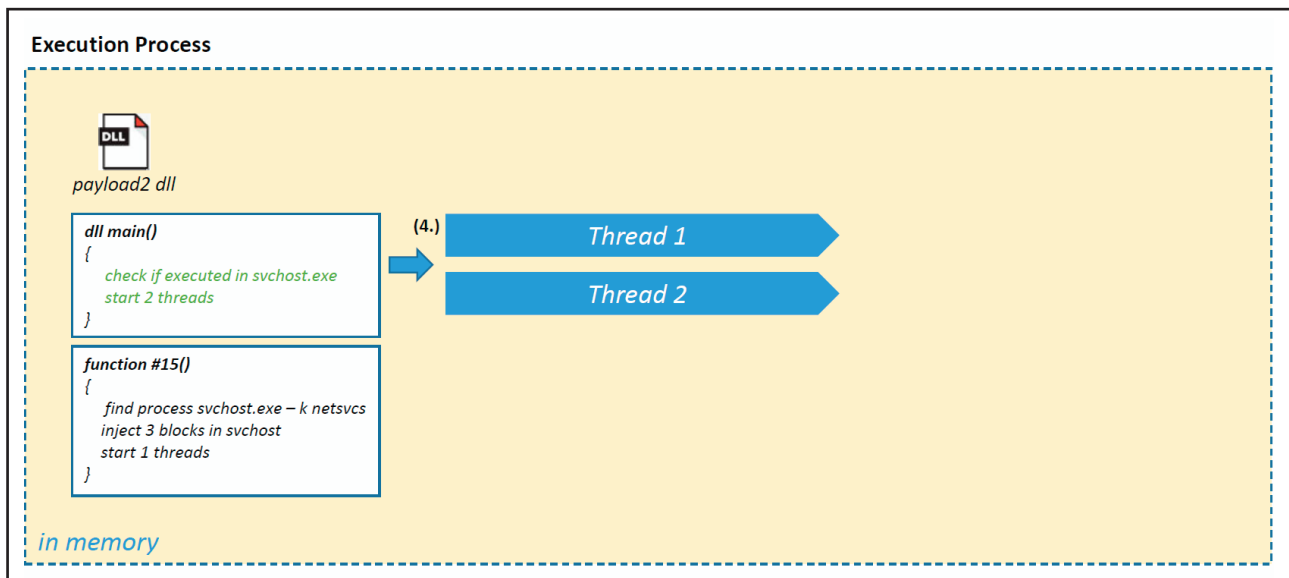 Execution Process
DLL
payload2 dll
dll main()
{
check if executed in svchost.exe
start 2 threads
}
(4.)
Thread 1
Thread 2
function #15()
{
find process svchost.exe – k netsvcs
inject 3 blocks in svchost
start 1 threads
}
in memory